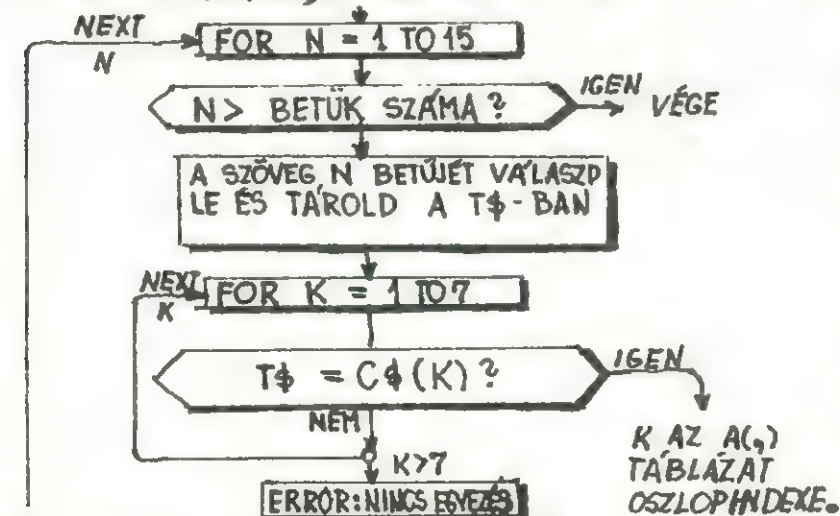 NEXT
N
FOR N = 1 TO 15
N > BETÜK SZÁMA?
IGEN
VÉGE
A SZÖVEG N BETŰJÉT VÁLASZD
LE ÉS TÁROLD A T$-BAN
NEXT
K
FOR K = 1 TO 7
T$ = C$(K)?
IGEN
NEM
K>7
ERROR: NINCS EGYEZÉS
K AZ A(,)
TÁBLÁZAT
OSZLOPINDEXE.